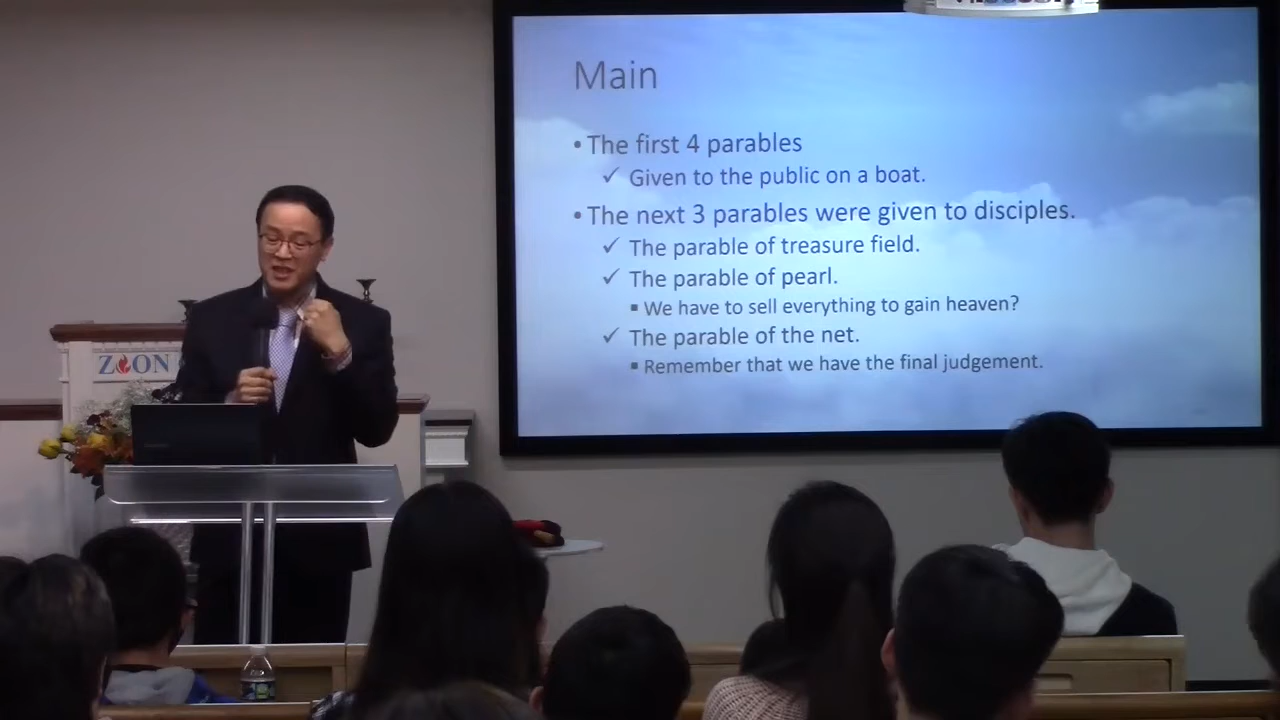 Main
• The first 4 parables
✓ Given to the public on a boat.
• The next 3 parables were given to disciples.
✓ The parable of treasure field.
✓ The parable of pearl.
▪ We have to sell everything to gain heaven?
✓ The parable of the net.
▪ Remember that we have the final judgement.
ZION